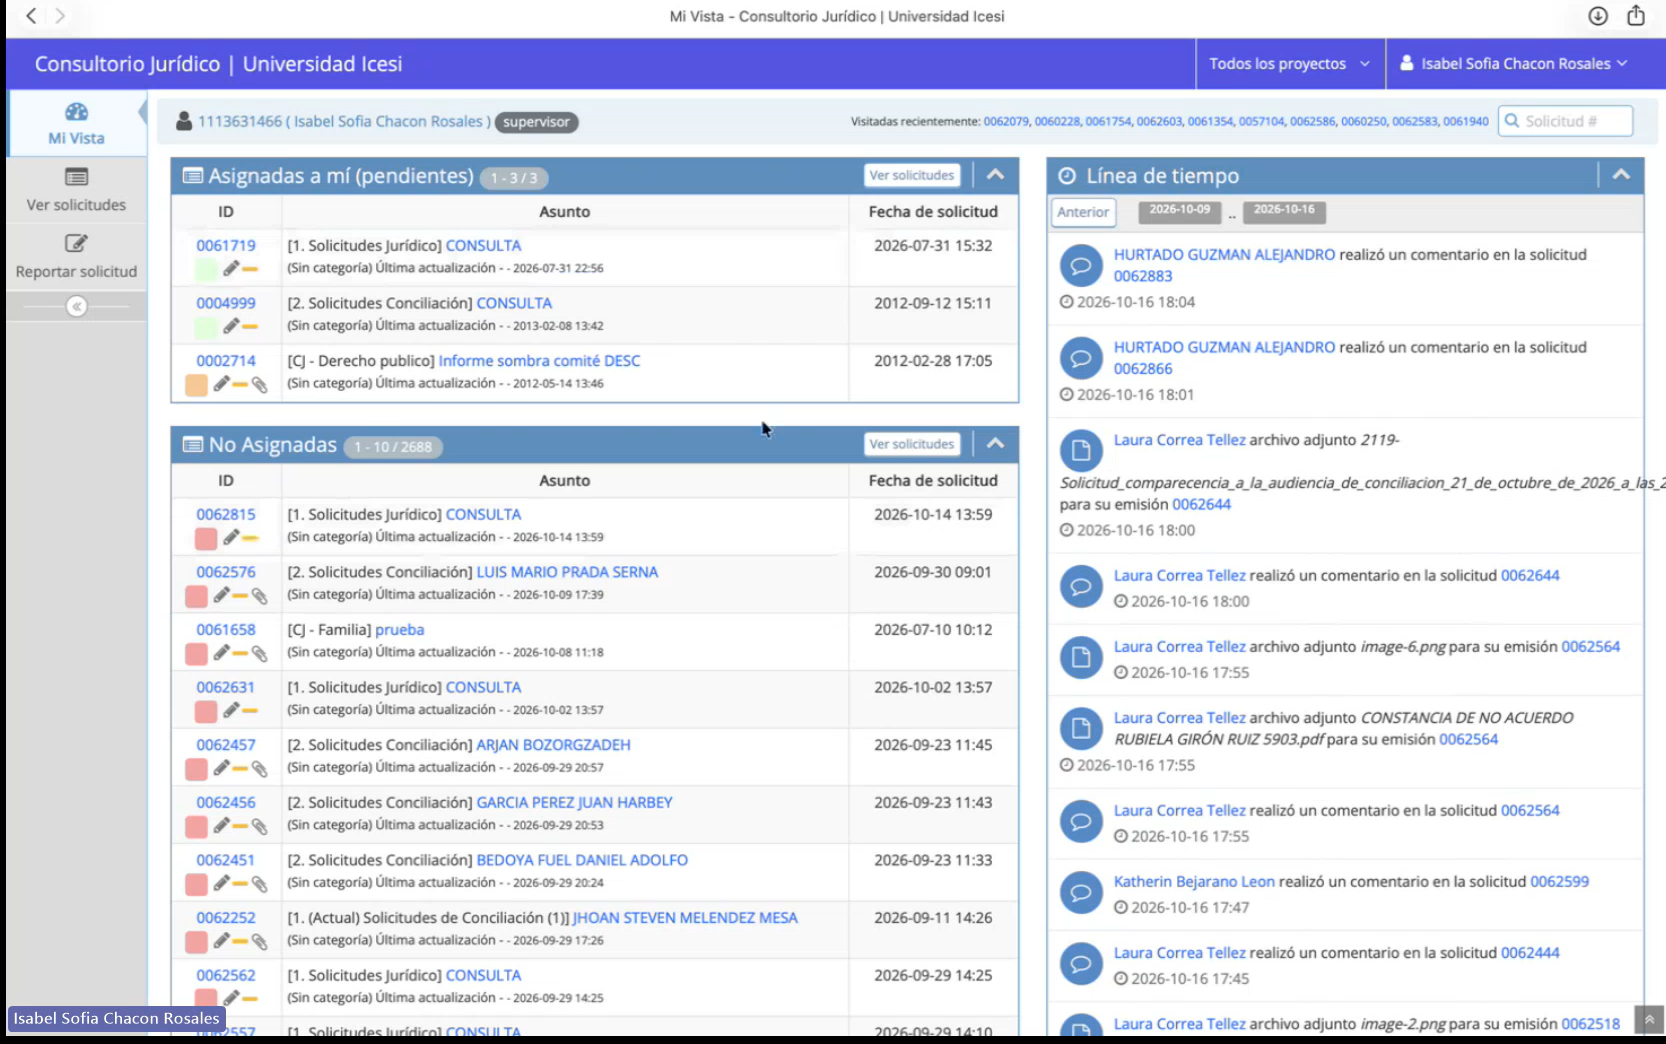 Mi Vista - Consultorio Jurídico | Universidad Icesi
Consultorio Jurídico | Universidad Icesi
Todos los proyectos
Isabel Sofia Chacon Rosales
Mi Vista
Ver solicitudes
Reportar solicitud
1113631466 ( Isabel Sofia Chacon Rosales ) supervisor
Visitadas recientemente: 0062079, 0060228, 0061754, 0062603, 0061354, 0057104, 0062586, 0060250, 0062583, 0061940
Solicitud #
Asignadas a mí (pendientes) 1 - 3 / 3
Ver solicitudes
ID Asunto Fecha de solicitud
0061719 [1. Solicitudes Jurídico] CONSULTA 2026-07-31 15:32
(Sin categoría) Última actualización - - 2026-07-31 22:56
0004999 [2. Solicitudes Conciliación] CONSULTA 2012-09-12 15:11
(Sin categoría) Última actualización - - 2013-02-08 13:42
0002714 [CJ - Derecho publico] Informe sombra comité DESC 2012-02-28 17:05
(Sin categoría) Última actualización - - 2012-05-14 13:46
No Asignadas 1 - 10 / 2688
Ver solicitudes
ID Asunto Fecha de solicitud
0062815 [1. Solicitudes Jurídico] CONSULTA 2026-10-14 13:59
(Sin categoría) Última actualización - - 2026-10-14 13:59
0062576 [2. Solicitudes Conciliación] LUIS MARIO PRADA SERNA 2026-09-30 09:01
(Sin categoría) Última actualización - - 2026-10-09 17:39
0061658 [CJ - Familia] prueba 2026-07-10 10:12
(Sin categoría) Última actualización - - 2026-10-08 11:18
0062631 [1. Solicitudes Jurídico] CONSULTA 2026-10-02 13:57
(Sin categoría) Última actualización - - 2026-10-02 13:57
0062457 [2. Solicitudes Conciliación] ARJAN BOZORGZADEH 2026-09-23 11:45
(Sin categoría) Última actualización - - 2026-09-29 20:57
0062456 [2. Solicitudes Conciliación] GARCIA PEREZ JUAN HARBEY 2026-09-23 11:43
(Sin categoría) Última actualización - - 2026-09-29 20:53
0062451 [2. Solicitudes Conciliación] BEDOYA FUEL DANIEL ADOLFO 2026-09-23 11:33
(Sin categoría) Última actualización - - 2026-09-29 20:24
0062252 [1. (Actual) Solicitudes de Conciliación (1)] JHOAN STEVEN MELENDEZ MESA 2026-09-11 14:26
(Sin categoría) Última actualización - - 2026-09-29 17:26
0062562 [1. Solicitudes Jurídico] CONSULTA 2026-09-29 14:25
(Sin categoría) Última actualización - - 2026-09-29 14:25
0062557 [1. Solicitudes Jurídico] CONSULTA 2026-09-29 14:10
Línea de tiempo
Anterior 2026-10-09 .. 2026-10-16
HURTADO GUZMAN ALEJANDRO realizó un comentario en la solicitud
0062883
2026-10-16 18:04
HURTADO GUZMAN ALEJANDRO realizó un comentario en la solicitud
0062866
2026-10-16 18:01
Laura Correa Tellez archivo adjunto 2119-
Solicitud_comparecencia_a_la_audiencia_de_conciliacion_21_de_octubre_de_2026_a_las_2
para su emisión 0062644
2026-10-16 18:00
Laura Correa Tellez realizó un comentario en la solicitud 0062644
2026-10-16 18:00
Laura Correa Tellez archivo adjunto image-6.png para su emisión 0062564
2026-10-16 17:55
Laura Correa Tellez archivo adjunto CONSTANCIA DE NO ACUERDO
RUBIELA GIRÓN RUIZ 5903.pdf para su emisión 0062564
2026-10-16 17:55
Laura Correa Tellez realizó un comentario en la solicitud 0062564
2026-10-16 17:55
Katherin Bejarano Leon realizó un comentario en la solicitud 0062599
2026-10-16 17:47
Laura Correa Tellez realizó un comentario en la solicitud 0062444
2026-10-16 17:45
Laura Correa Tellez archivo adjunto image-2.png para su emisión 0062518
Isabel Sofia Chacon Rosales